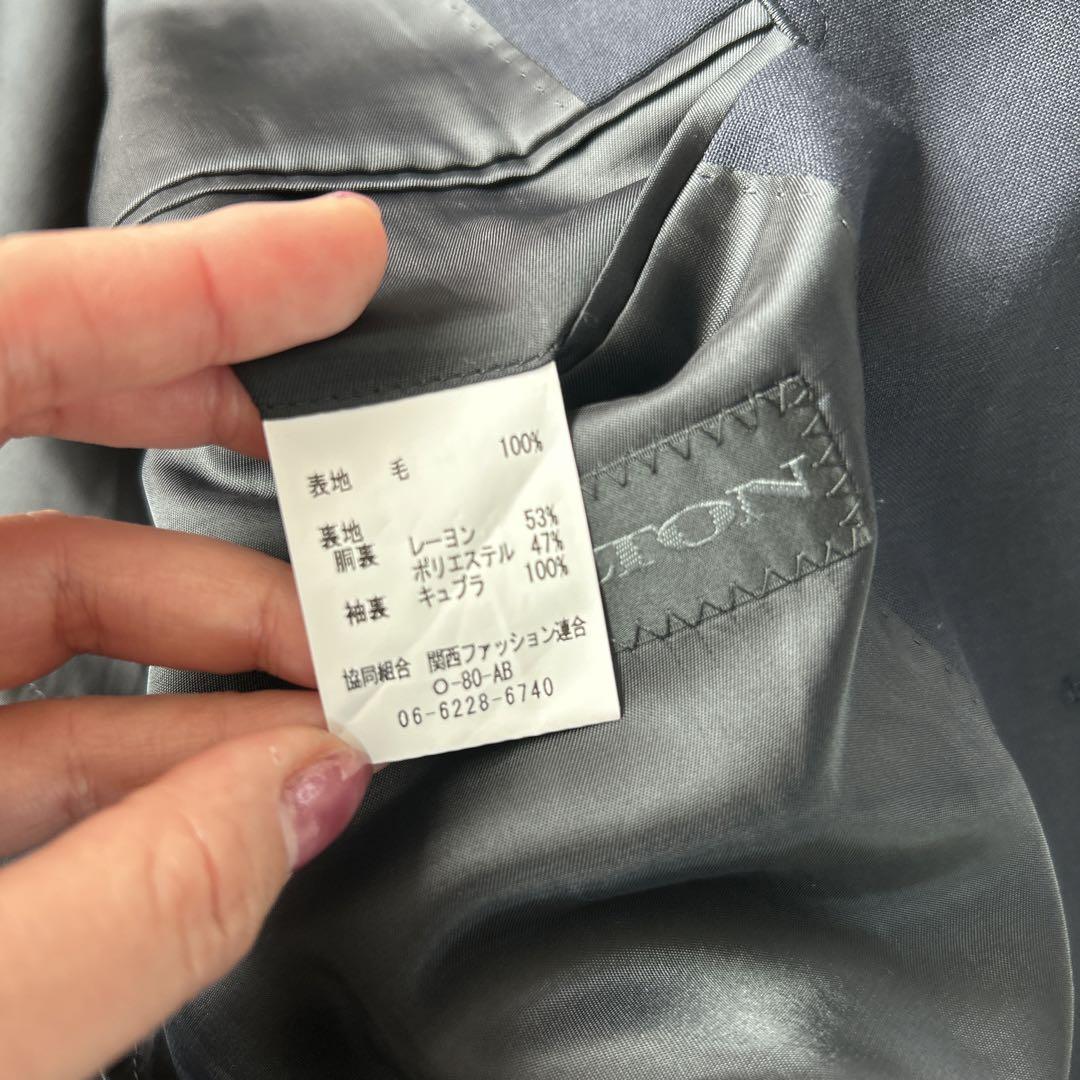 表地 毛 100%
裏地
胴裏 レーヨン 53%
ポリエステル 47%
袖裏 キュプラ 100%
協同組合 関西ファッション連合
O-80-AB
06-6228-6740
TON